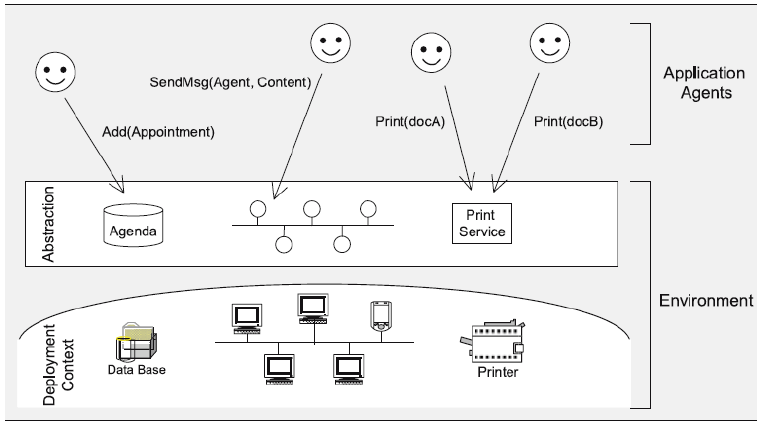 SendMsg(Agent, Content)
Application
Agents
Add(Appointment)
Print(docA)
Print(docB)
Abstraction
Agenda
Print
Service
Environment
Deployment
Context
Data Base
Printer